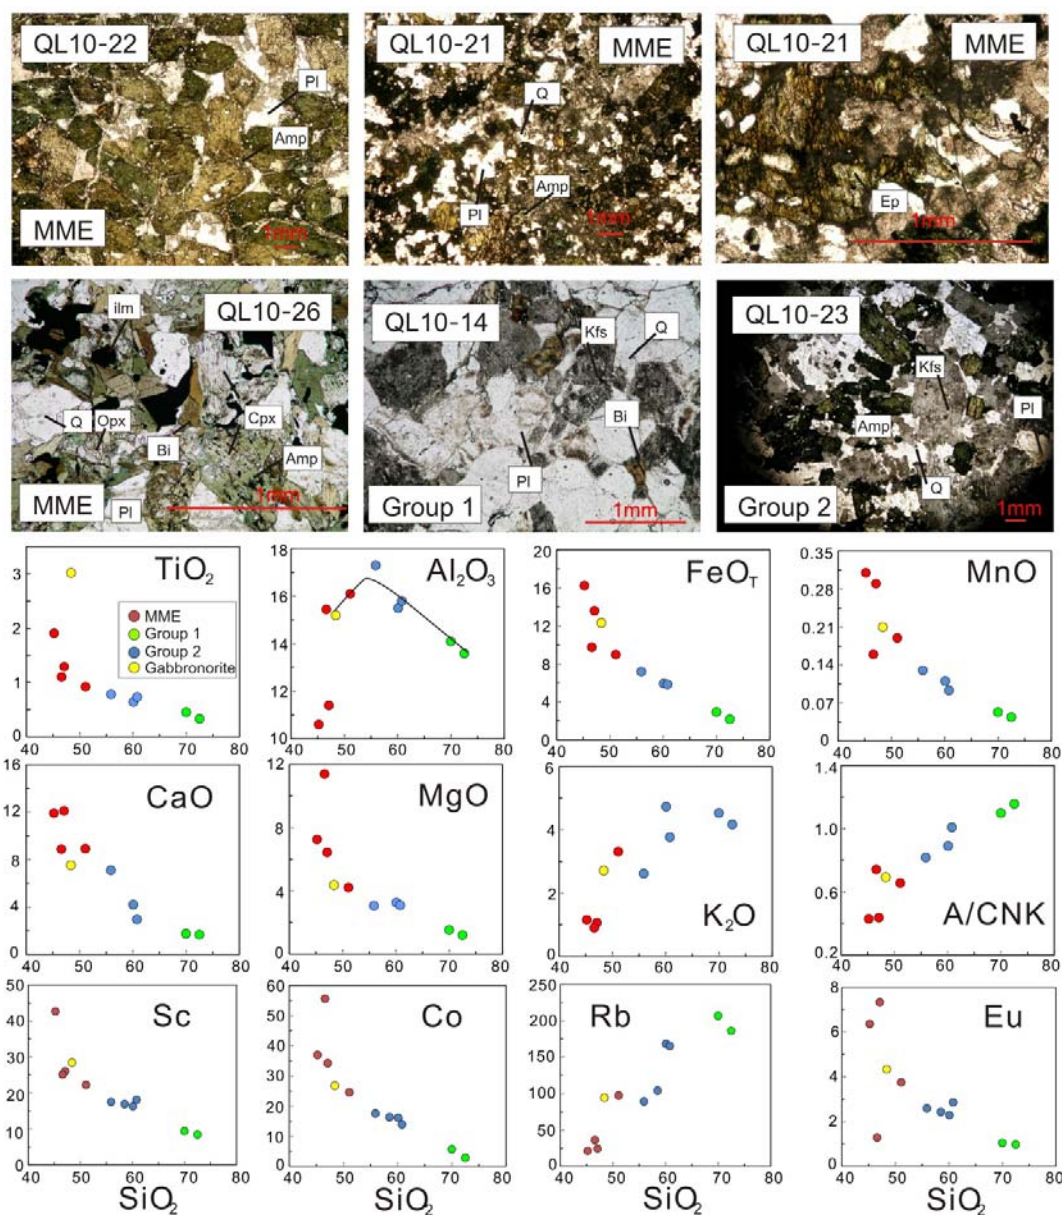 QL10-22
Pl
Amp
MME
1mm
QL10-21
MME
Q
Pl
Amp
1mm
QL10-21
MME
Ep
1mm
ilm
QL10-26
Q
Opx
Cpx
Bi
Amp
MME
Pl
1mm
QL10-14
Kfs
Q
Bi
Pl
Group 1
1mm
QL10-23
Kfs
Pl
Amp
Q
Group 2
1mm
TiO2
3
2
1
0
40 50 60 70 80
MME
Group 1
Group 2
Gabbronorite
Al2O3
18
16
14
12
10
40 50 60 70 80
FeOT
20
16
12
8
4
0
40 50 60 70 80
MnO
0.35
0.28
0.21
0.14
0.07
0
40 50 60 70 80
CaO
16
12
8
4
0
40 50 60 70 80
MgO
12
8
4
0
40 50 60 70 80
K2O
6
4
2
0
40 50 60 70 80
A/CNK
1.4
1.0
0.6
0.2
40 50 60 70 80
Sc
50
40
30
20
10
0
40 50 60 70 80
SiO2
Co
60
50
40
30
20
10
0
40 50 60 70 80
SiO2
Rb
250
200
150
100
50
25
0
40 50 60 70 80
SiO2
Eu
8
6
4
2
0
40 50 60 70 80
SiO2